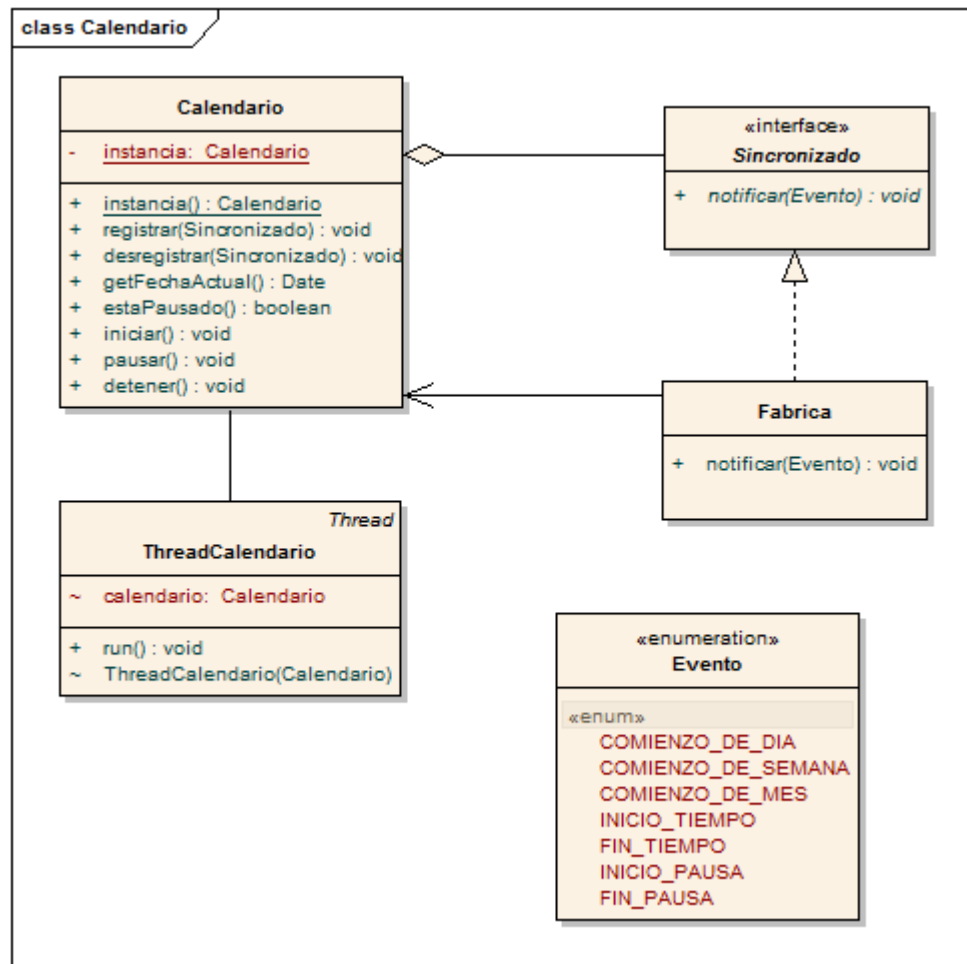 class Calendario
Calendario
- instancia: Calendario
+ instancia() : Calendario
+ registrar(Sincronizado) : void
+ desregistrar(Sincronizado) : void
+ getFechaActual() : Date
+ estaPausado() : boolean
+ iniciar() : void
+ pausar() : void
+ detener() : void
«interface»
Sincronizado
+ notificar(Evento) : void
Fabrica
+ notificar(Evento) : void
Thread
ThreadCalendario
~ calendario: Calendario
+ run() : void
~ ThreadCalendario(Calendario)
«enumeration»
Evento
«enum»
COMIENZO_DE_DIA
COMIENZO_DE_SEMANA
COMIENZO_DE_MES
INICIO_TIEMPO
FIN_TIEMPO
INICIO_PAUSA
FIN_PAUSA